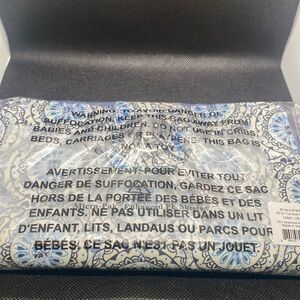 WARNING: TO AVOID DANGER OF
SUFFOCATION, KEEP THIS BAG AWAY FROM
BABIES AND CHILDREN. DO NOT USE IN CRIBS,
BEDS, CARRIAGES OR PLAYPENS. THIS BAG IS
NOT A TOY.
AVERTISSEMENT: POUR EVITER TOUT
DANGER DE SUFFOCATION, GARDEZ CE SAC
HORS DE LA PORTÉE DES BÉBÉS ET DES
ENFANTS. NE PAS UTILISER DANS UN LIT
D'ENFANT, LITS, LANDAUS OU PARCS POUR
BÉBÉS. CE SAC N'EST PAS UN JOUET.